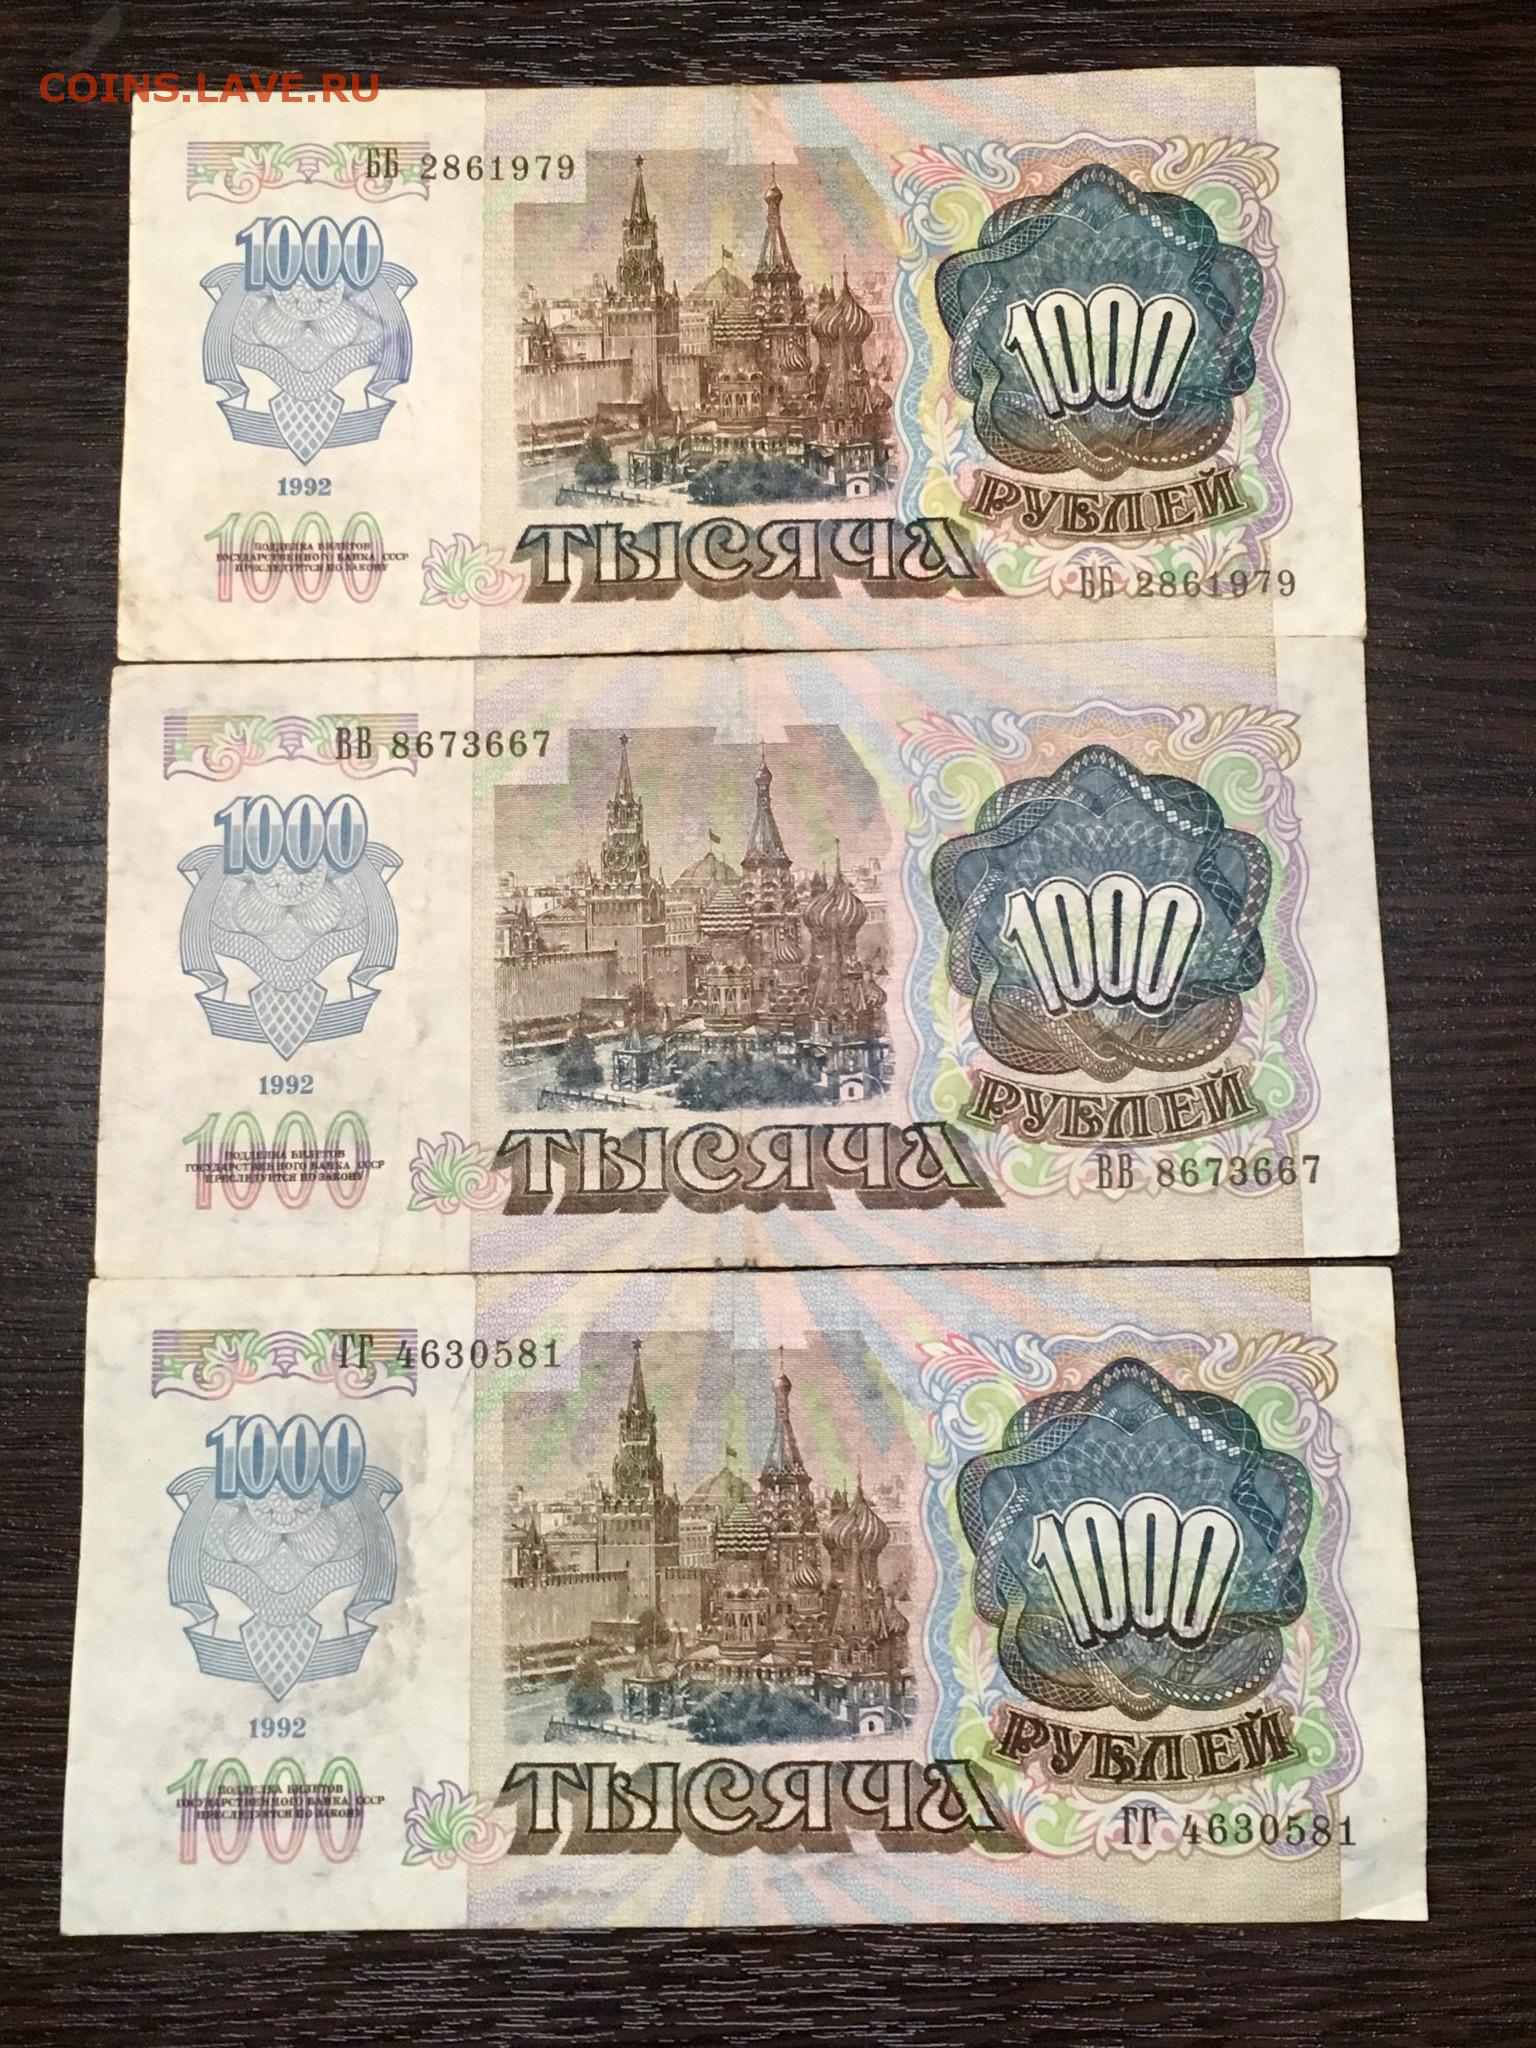 COINS.LAVE.RU
ББ 2861979
1000
1000
1992
1000
ПОДДЕЛКА БИЛЕТОВ
ГОСУДАРСТВЕННОГО БАНКА СССР
ПРЕСЛЕДУЕТСЯ ПО ЗАКОНУ
РУБЛЕЙ
ТЫСЯЧА
ББ 2861979
ВВ 8673667
1000
1000
1992
1000
ПОДДЕЛКА БИЛЕТОВ
ГОСУДАРСТВЕННОГО БАНКА СССР
ПРЕСЛЕДУЕТСЯ ПО ЗАКОНУ
РУБЛЕЙ
ТЫСЯЧА
ВВ 8673667
ГГ 4630581
1000
1000
1992
1000
ПОДДЕЛКА БИЛЕТОВ
ГОСУДАРСТВЕННОГО БАНКА СССР
ПРЕСЛЕДУЕТСЯ ПО ЗАКОНУ
РУБЛЕЙ
ТЫСЯЧА
ГГ 4630581